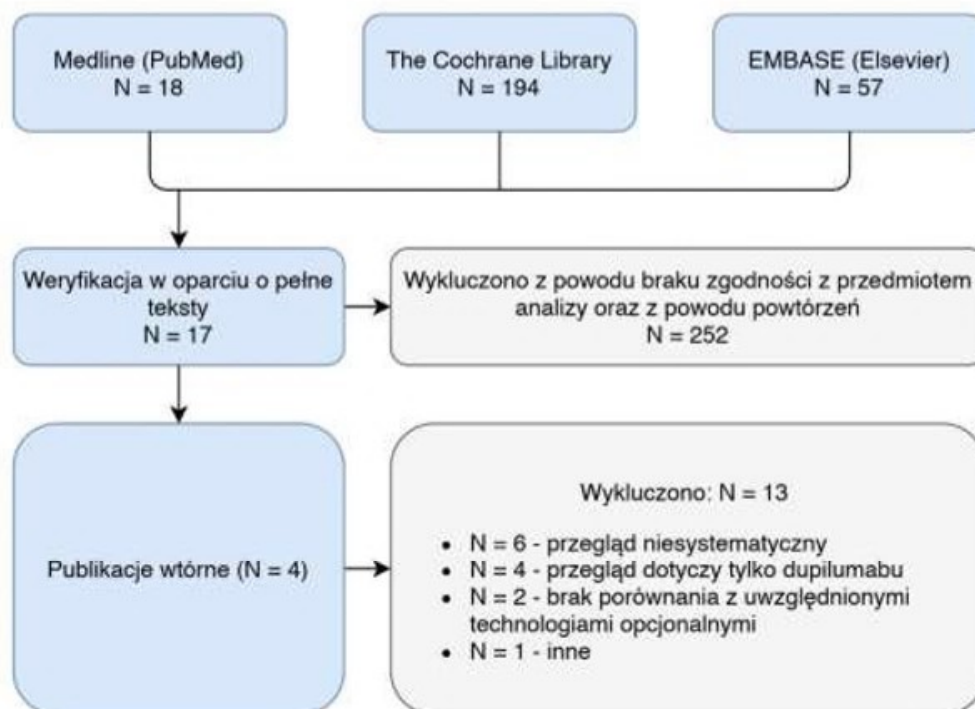 Medline (PubMed)
N = 18
The Cochrane Library
N = 194
EMBASE (Elsevier)
N = 57
Weryfikacja w oparciu o pełne
teksty
N = 17
Wykluczono z powodu braku zgodności z przedmiotem
analizy oraz z powodu powtórzeń
N = 252
Publikacje wtórne (N = 4)
Wykluczono: N = 13
• N = 6 - przegląd niesystematyczny
• N = 4 - przegląd dotyczy tylko dupilumabu
• N = 2 - brak porównania z uwzględnionymi
technologiami opcjonalnymi
• N = 1 - inne